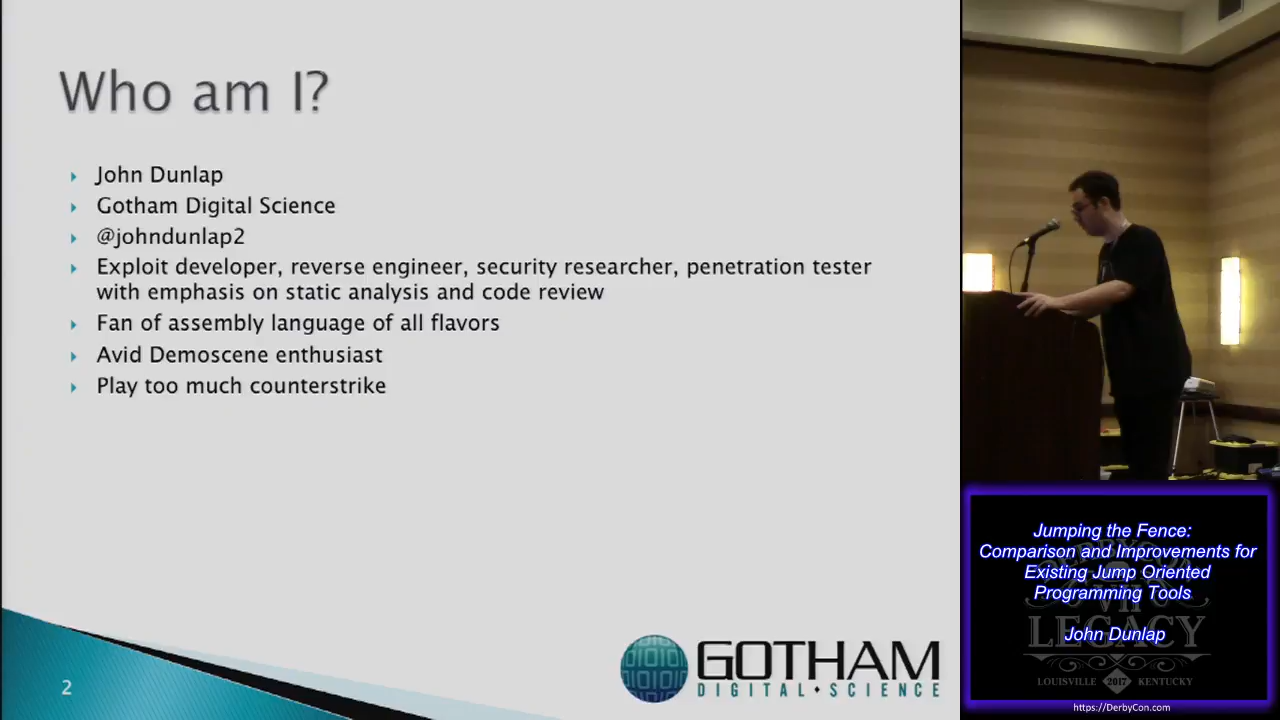 Who am I?
John Dunlap
Gotham Digital Science
@johndunlap2
Exploit developer, reverse engineer, security researcher, penetration tester
with emphasis on static analysis and code review
Fan of assembly language of all flavors
Avid Demoscene enthusiast
Play too much counterstrike
2
GOTHAM
DIGITAL SCIENCE
Jumping the Fence:
Comparison and Improvements for
Existing Jump Oriented
Programming Tools
John Dunlap
DERBYCON
VII
LEGACY
LOUISVILLE 2017 KENTUCKY
https://DerbyCon.com